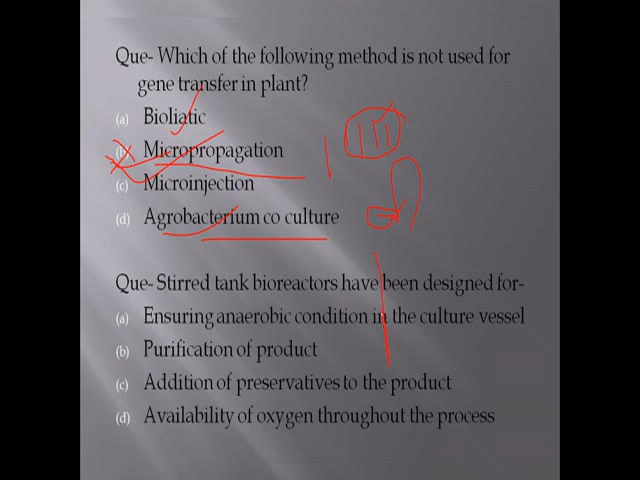 Que- Which of the following method is not used for
gene transfer in plant?
(a) Bioliatic
(b) Micropropagation
(c) Microinjection
(d) Agrobacterium co culture
Que- Stirred tank bioreactors have been designed for-
(a) Ensuring anaerobic condition in the culture vessel
(b) Purification of product
(c) Addition of preservatives to the product
(d) Availability of oxygen throughout the process